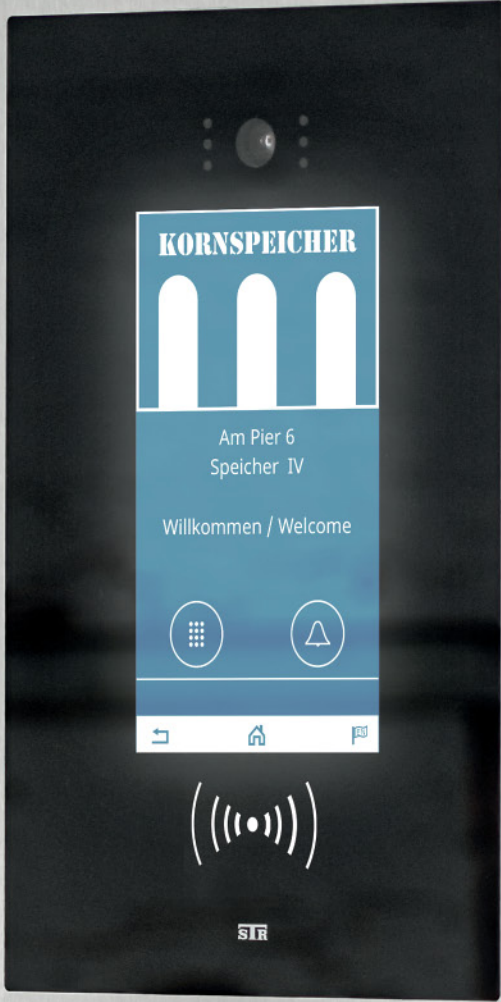 KORNSPEICHER
Am Pier 6
Speicher IV
Willkommen / Welcome
STR